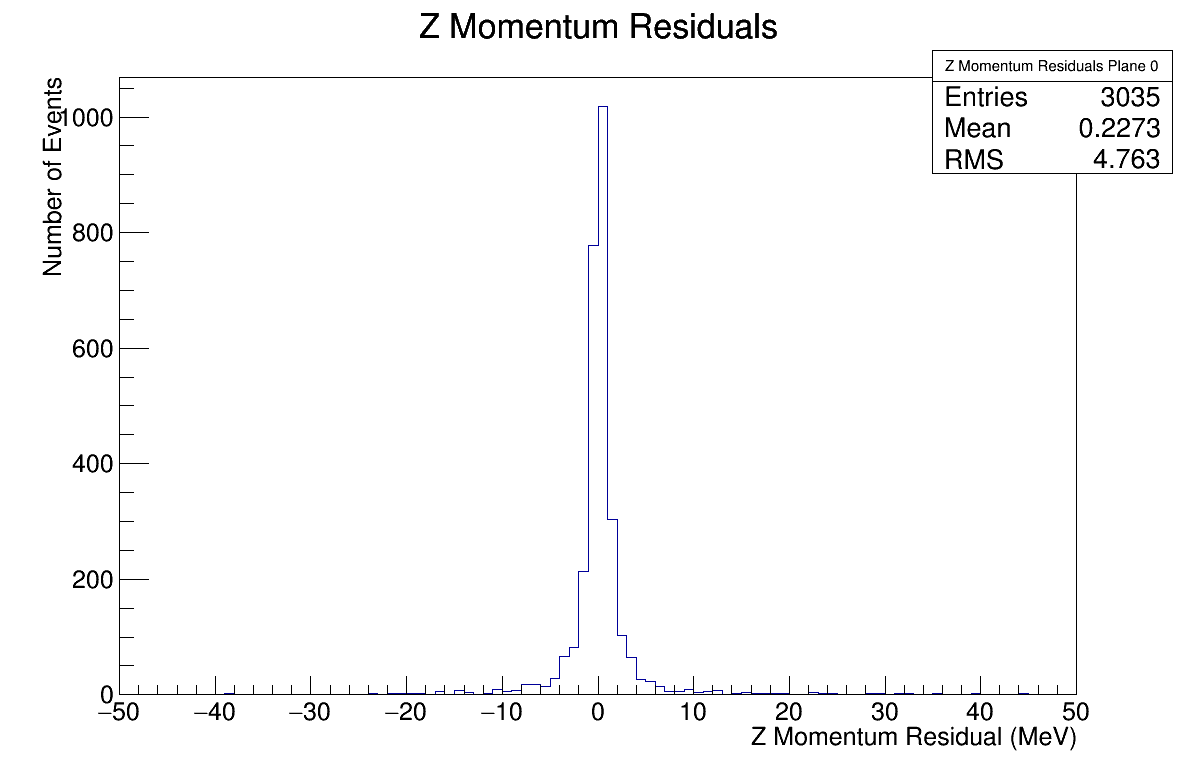 Z Momentum Residuals
Z Momentum Residuals Plane 0
Entries 3035
Mean 0.2273
RMS 4.763
Number of Events
1000
800
600
400
200
0
−50 −40 −30 −20 −10 0 10 20 30 40 50
Z Momentum Residual (MeV)